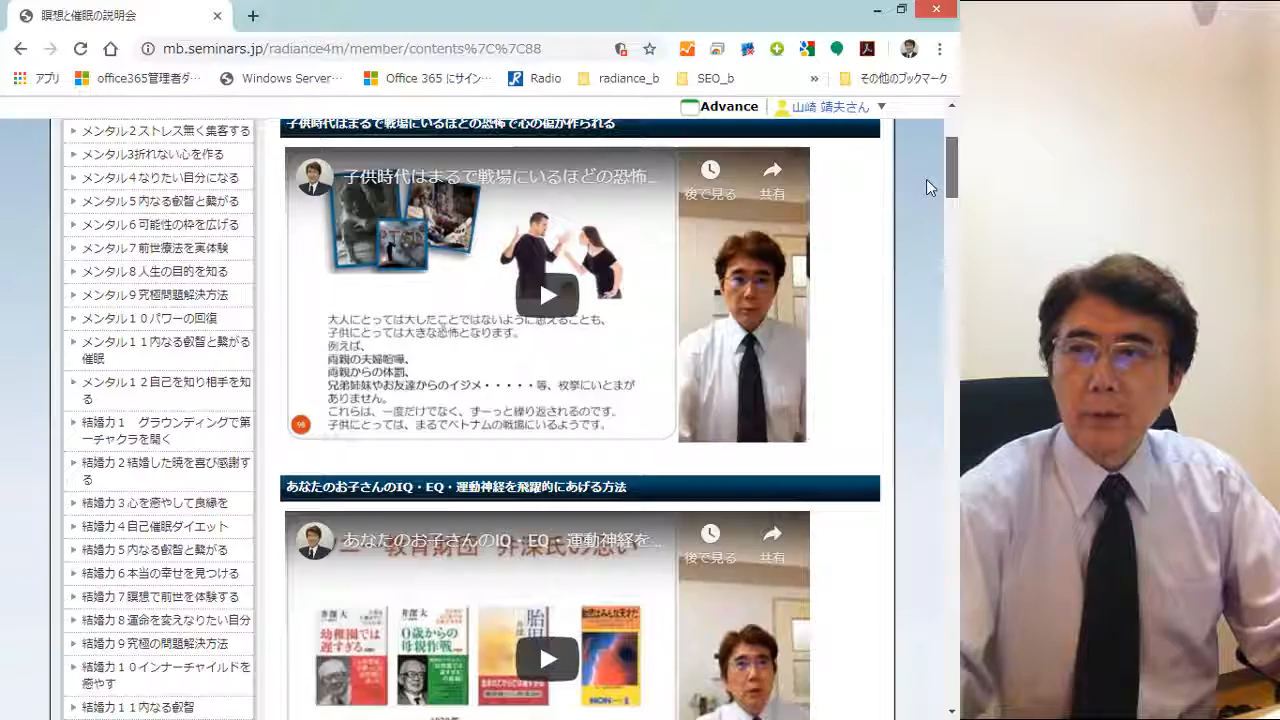 瞑想と催眠の説明会
mb.seminars.jp/radiance4m/member/contents%7C%7C88
アプリ
office365管理者ダ…
Windows Server…
Office 365 にサイン…
Radio
radiance_b
SEO_b
»
その他のブックマーク
Advance
山崎 靖夫さん
メンタル２ストレス無く集客する
メンタル3折れない心を作る
メンタル４なりたい自分になる
メンタル５内なる叡智と繋がる
メンタル６可能性の枠を広げる
メンタル７前世療法を実体験
メンタル８人生の目的を知る
メンタル９究極問題解決方法
メンタル１０パワーの回復
メンタル１１内なる叡智と繋がる
催眠
メンタル１２自己を知り相手を知
る
結婚力１　グラウンディングで第
一チャクラを開く
結婚力２結婚した暁を喜び感謝す
る
結婚力３心を癒やして良縁を
結婚力４自己催眠ダイエット
結婚力５内なる叡智と繋がる
結婚力６本当の幸せを見つける
結婚力７瞑想で前世を体験する
結婚力８運命を変えなりたい自分
結婚力９究極の問題解決方法
結婚力１０インナーチャイルドを
癒やす
結婚力１１内なる叡智
子供時代はまるで戦場にいるほどの恐怖で心の傷が作られる
子供時代はまるで戦場にいるほどの恐怖…
後で見る
共有
大人にとっては大したことではないように思えることも、
子供にとっては大きな恐怖となります。
例えば、
両親の夫婦喧嘩、
両親からの体罰、
兄弟姉妹やお友達からのイジメ・・・・・等、枚挙にいとまが
ありません。
これらは、一度だけでなく、ずーっと繰り返されるのです。
子供にとっては、まるでベトナムの戦場にいるようです。
98
あなたのお子さんのIQ・EQ・運動神経を飛躍的にあげる方法
あなたのお子さんのIQ・EQ・運動神経を…
後で見る
共有
井深 大
幼稚園では
遅すぎる
井深 大
0歳からの
母親作戦